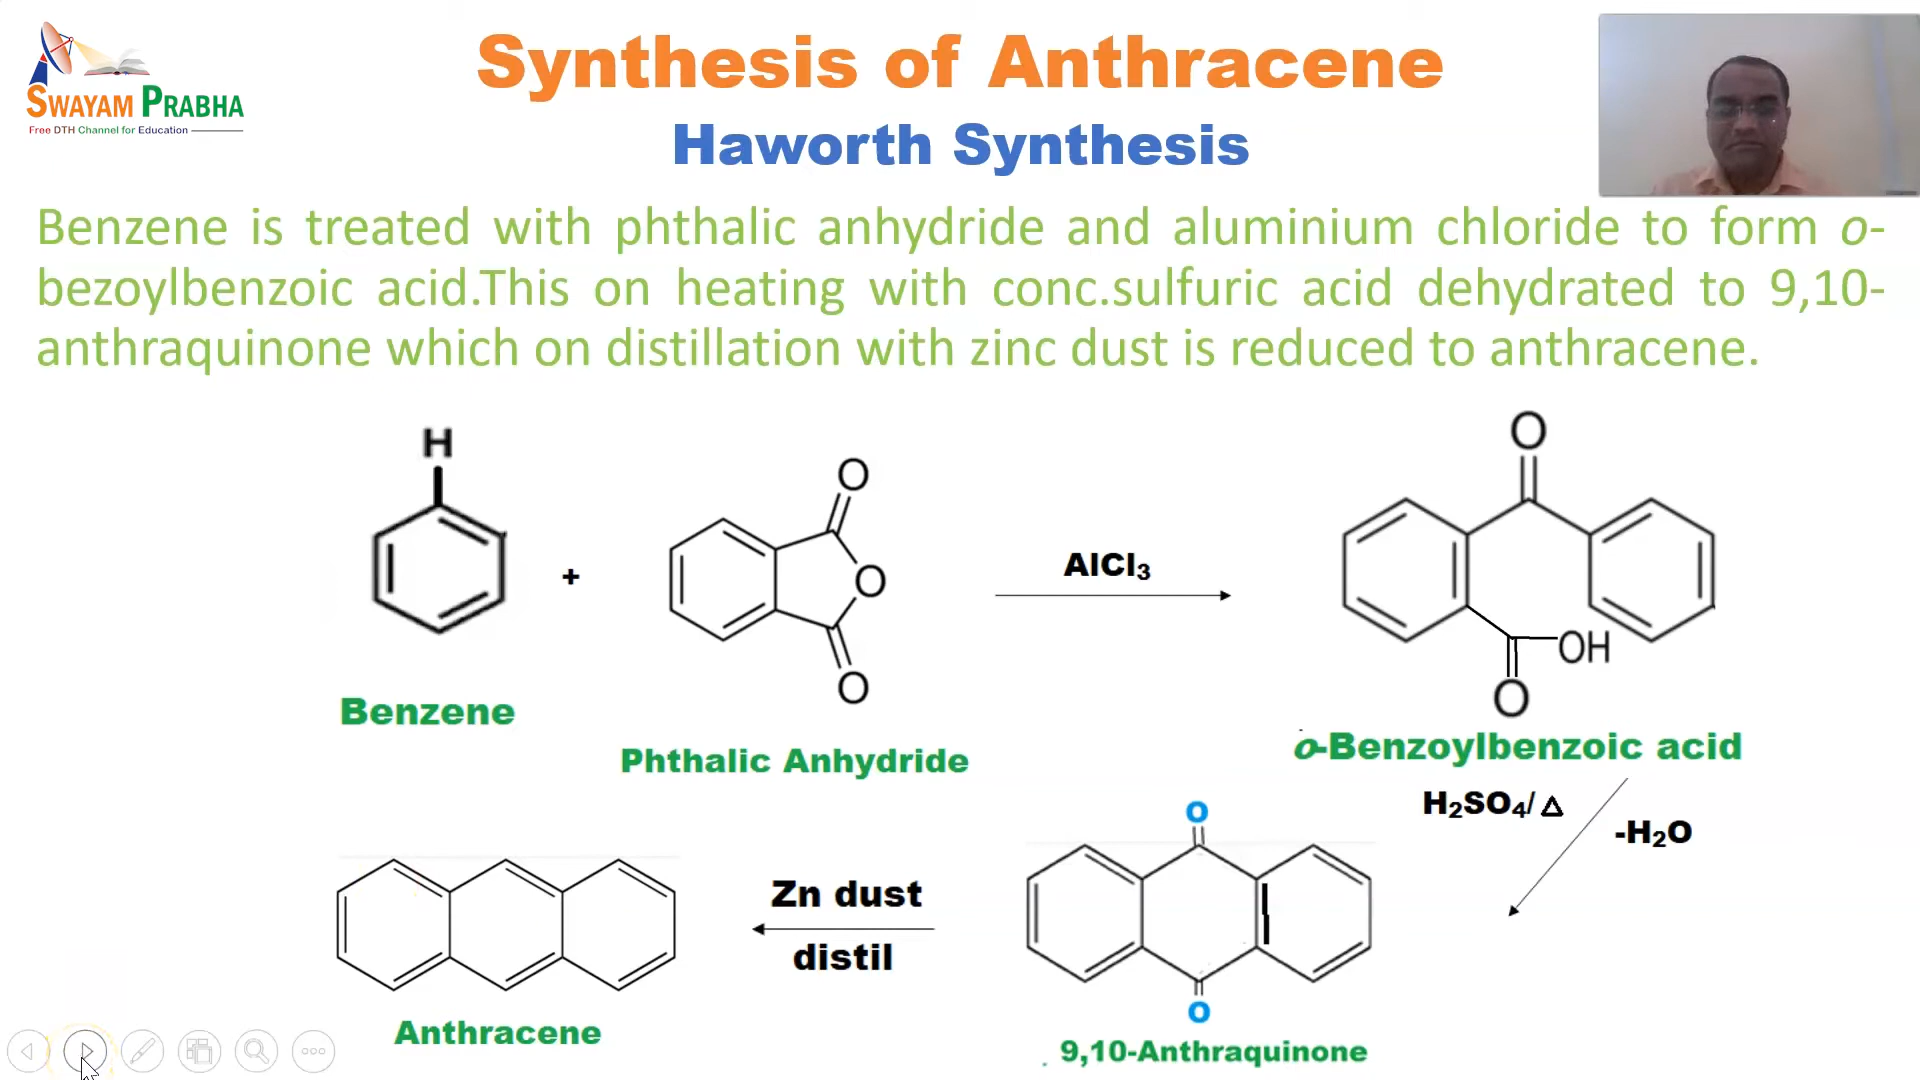 SWAYAM PRABHA
Free DTH Channel for Education
Synthesis of Anthracene
Haworth Synthesis
Benzene is treated with phthalic anhydride and aluminium chloride to form o-
bezoylbenzoic acid.This on heating with conc.sulfuric acid dehydrated to 9,10-
anthraquinone which on distillation with zinc dust is reduced to anthracene.
H
+
O
O
O
AlCl₃
O
OH
O
Benzene
Phthalic Anhydride
o-Benzoylbenzoic acid
H₂SO₄/ Δ
-H₂O
O
O
Zn dust
distil
Anthracene
9,10-Anthraquinone